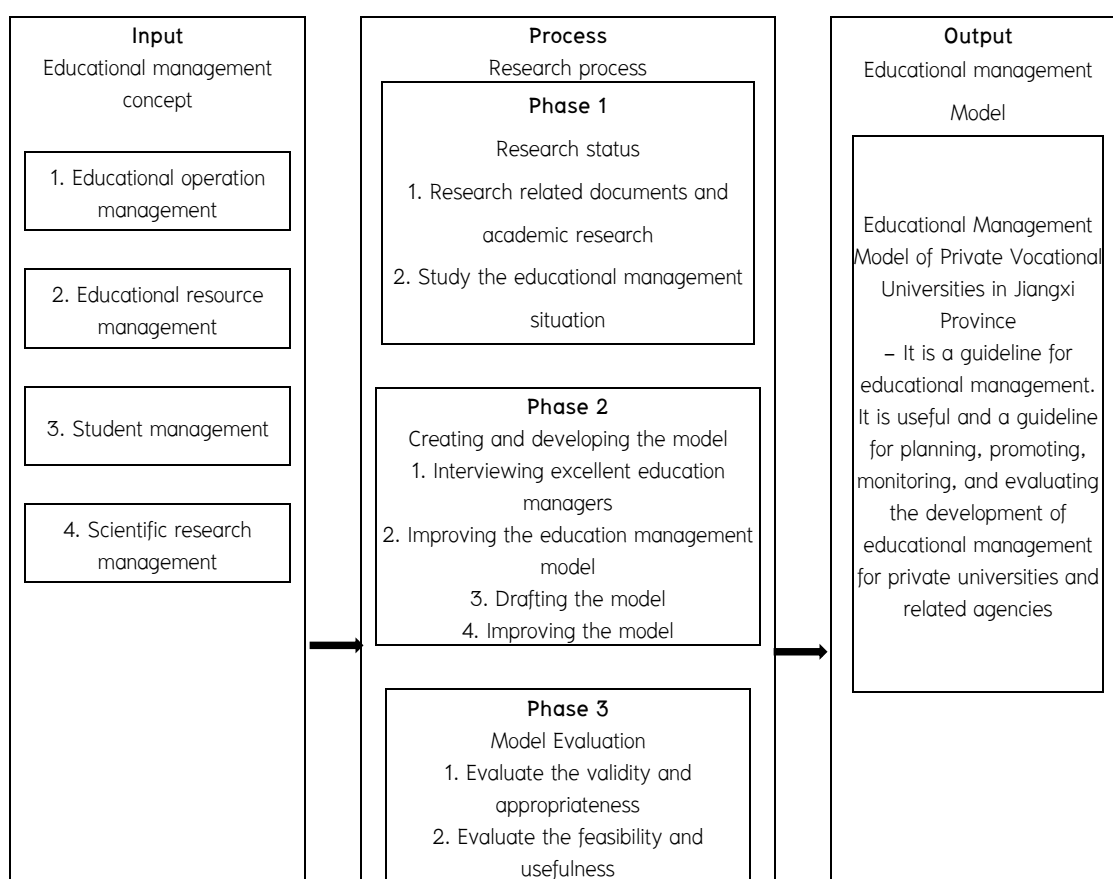 Input
Educational management
concept
1. Educational operation
management
2. Educational resource
management
3. Student management
4. Scientific research
management
Process
Research process
Phase 1
Research status
1. Research related documents and
academic research
2. Study the educational management
situation
Phase 2
Creating and developing the model
1. Interviewing excellent education
managers
2. Improving the education management
model
3. Drafting the model
4. Improving the model
Phase 3
Model Evaluation
1. Evaluate the validity and
appropriateness
2. Evaluate the feasibility and
usefulness
Output
Educational management
Model
Educational Management
Model of Private Vocational
Universities in Jiangxi
Province
– It is a guideline for
educational management.
It is useful and a guideline
for planning, promoting,
monitoring, and evaluating
the development of
educational management
for private universities and
related agencies